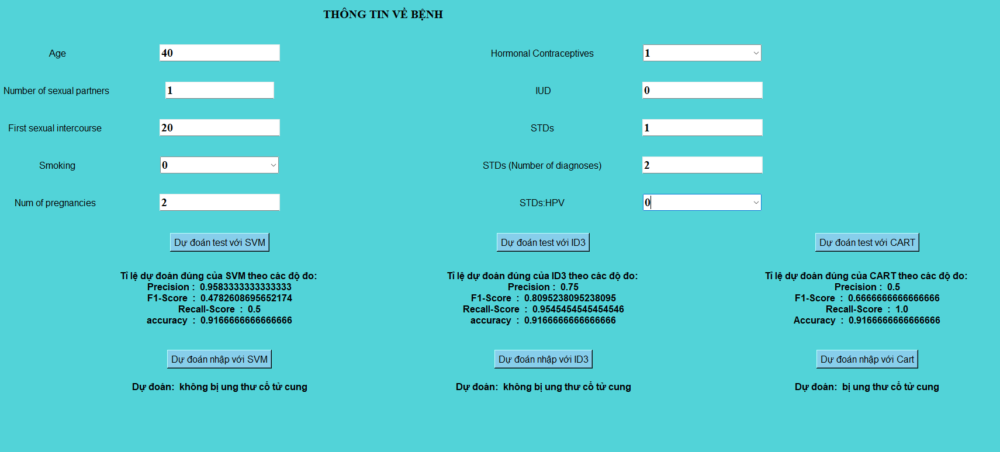 THÔNG TIN VỀ BỆNH
Age 40 Hormonal Contraceptives 1
Number of sexual partners 1 IUD 0
First sexual intercourse 20 STDs 1
Smoking 0 STDs (Number of diagnoses) 2
Num of pregnancies 2 STDs:HPV 0
Dự đoán test với SVM Dự đoán test với ID3 Dự đoán test với CART
Tỉ lệ dự đoán đúng của SVM theo các độ đo:
Precision : 0.9583333333333333
F1-Score : 0.4782608695652174
Recall-Score : 0.5
accuracy : 0.9166666666666666
Tỉ lệ dự đoán đúng của ID3 theo các độ đo:
Precision : 0.75
F1-Score : 0.8095238095238095
Recall-Score : 0.9545454545454546
accuracy : 0.9166666666666666
Tỉ lệ dự đoán đúng của CART theo các độ đo:
Precision : 0.5
F1-Score : 0.6666666666666666
Recall-Score : 1.0
Accuracy : 0.9166666666666666
Dự đoán nhập với SVM Dự đoán nhập với ID3 Dự đoán nhập với Cart
Dự đoán: không bị ung thư cổ tử cung Dự đoán: không bị ung thư cổ tử cung Dự đoán: bị ung thư cổ tử cung